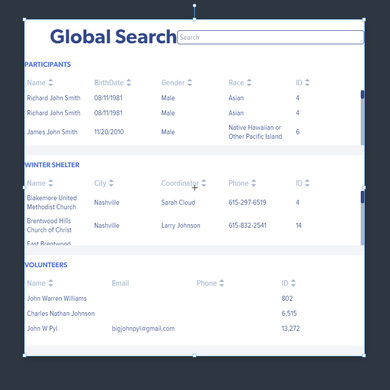 Global Search
Search
PARTICIPANTS
Name BirthDate Gender Race ID
Richard John Smith 08/11/1981 Male Asian 4
Richard John Smith 08/11/1981 Male Asian 4
James John Smith 11/20/2010 Male Native Hawaiian or Other Pacific Island 6
WINTER SHELTER
Name City Coordinator Phone ID
Blakemore United Methodist Church Nashville Sarah Cloud 615-297-6519 4
Brentwood Hills Church of Christ Nashville Larry Johnson 615-832-2541 14
East Brentwood
VOLUNTEERS
Name Email Phone ID
John Warren Williams 802
Charles Nathan Johnson 6,515
John W Pyl bigjohnpyl@gmail.com 13,272